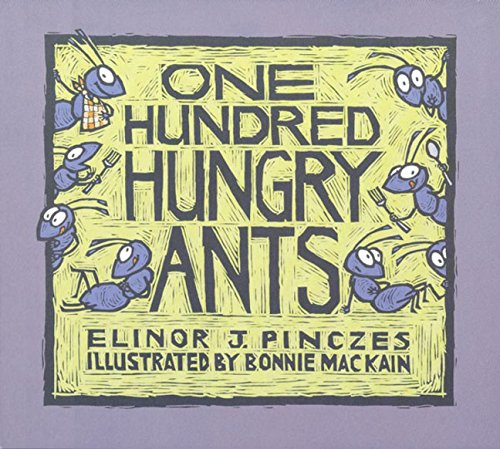 ONE
HUNDRED
HUNGRY
ANTS
ELINOR J. PINCZES
ILLUSTRATED BY BONNIE MACKAIN